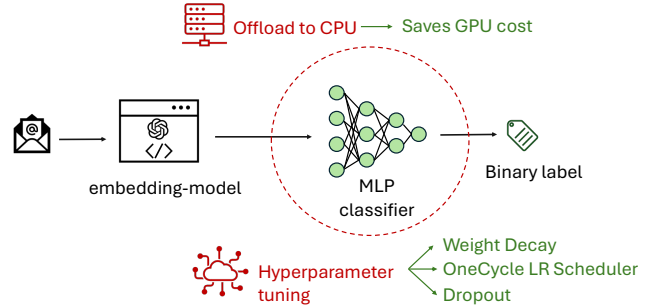 Offload to CPU
Saves GPU cost
@
</>
embedding-model
MLP
classifier
Binary label
Hyperparameter
tuning
Weight Decay
OneCycle LR Scheduler
Dropout